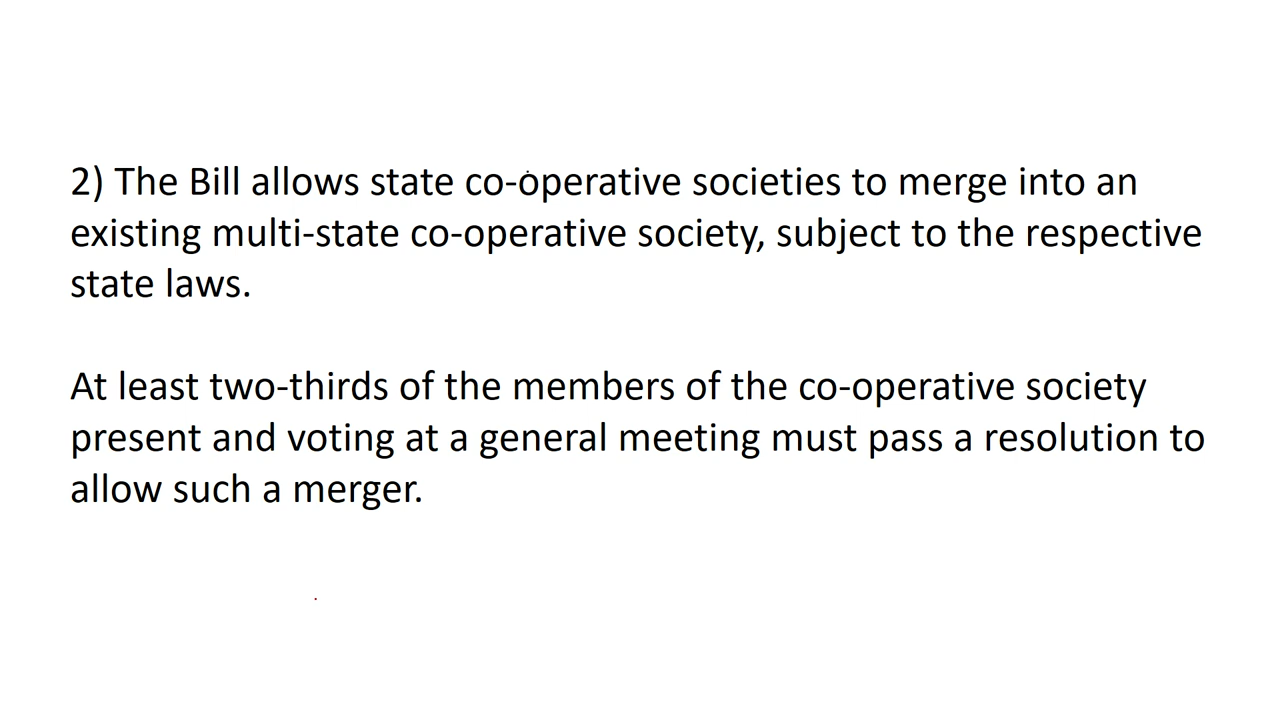 2) The Bill allows state co-operative societies to merge into an
existing multi-state co-operative society, subject to the respective
state laws.
At least two-thirds of the members of the co-operative society
present and voting at a general meeting must pass a resolution to
allow such a merger.